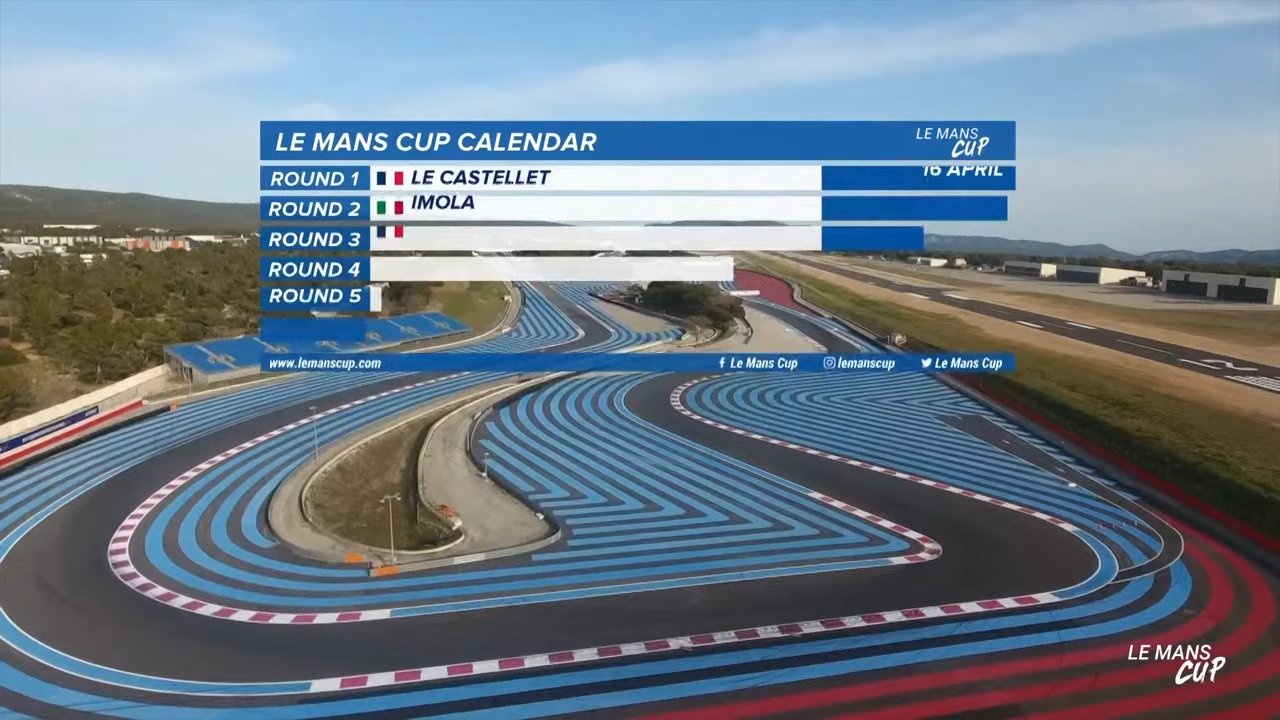 LE MANS CUP CALENDAR
LE MANS CUP
ROUND 1 LE CASTELLET 16 APRIL
ROUND 2 IMOLA
ROUND 3
ROUND 4
ROUND 5
www.lemanscup.com Le Mans Cup lemanscup Le Mans Cup
LE MANS CUP